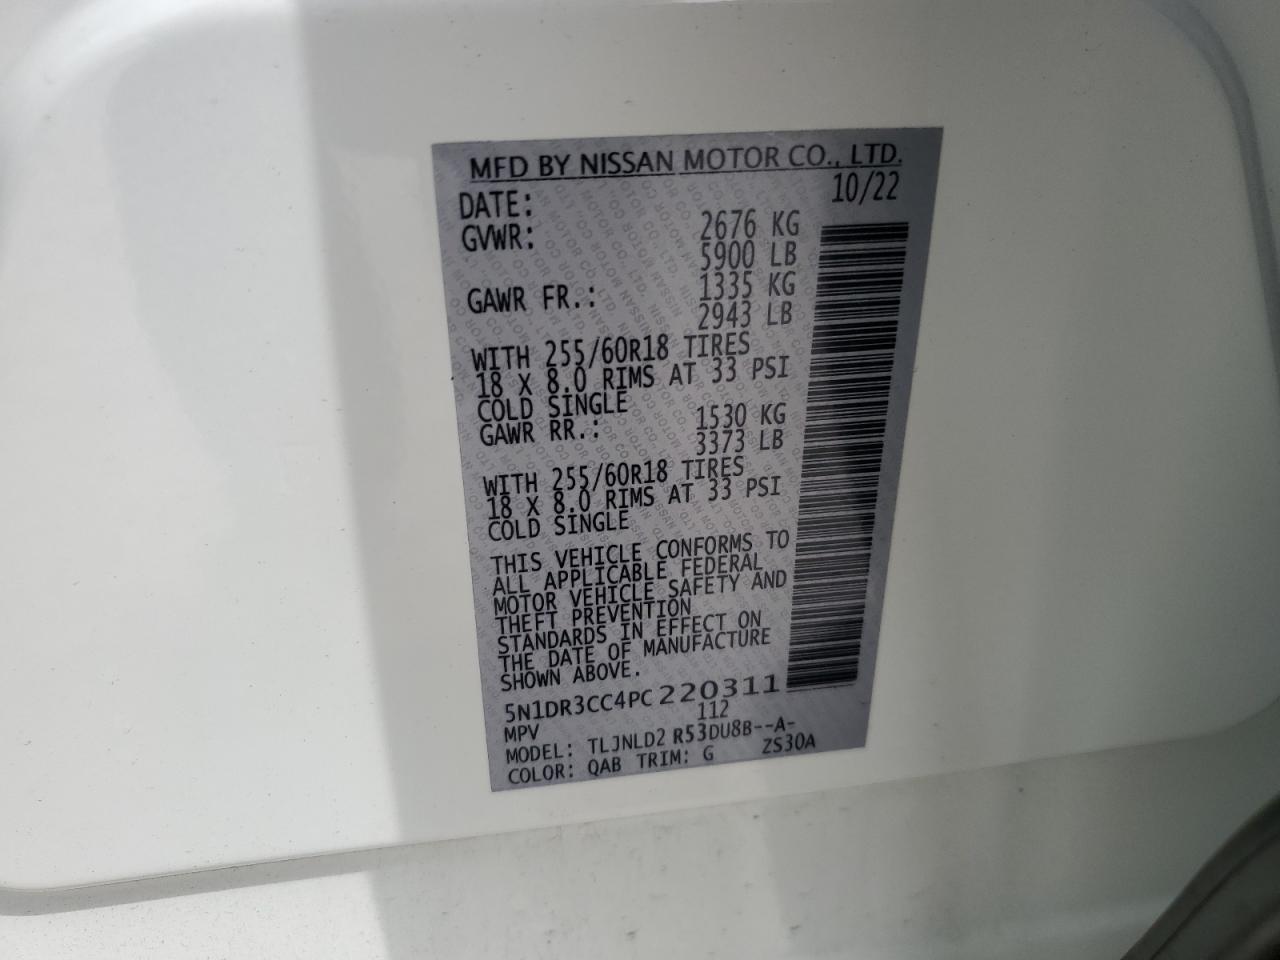 MFD BY NISSAN MOTOR CO., LTD.
DATE: 10/22
GVWR: 2676 KG
5900 LB
GAWR FR.: 1335 KG
2943 LB
WITH 255/60R18 TIRES
18 X 8.0 RIMS AT 33 PSI
COLD SINGLE
GAWR RR.: 1530 KG
3373 LB
WITH 255/60R18 TIRES
18 X 8.0 RIMS AT 33 PSI
COLD SINGLE
THIS VEHICLE CONFORMS TO
ALL APPLICABLE FEDERAL
MOTOR VEHICLE SAFETY AND
THEFT PREVENTION
STANDARDS IN EFFECT ON
THE DATE OF MANUFACTURE
SHOWN ABOVE.
5N1DR3CC4PC220311
MPV 112
MODEL: TLJNLD2 R53DU8B--A-
COLOR: QAB TRIM: G ZS30A